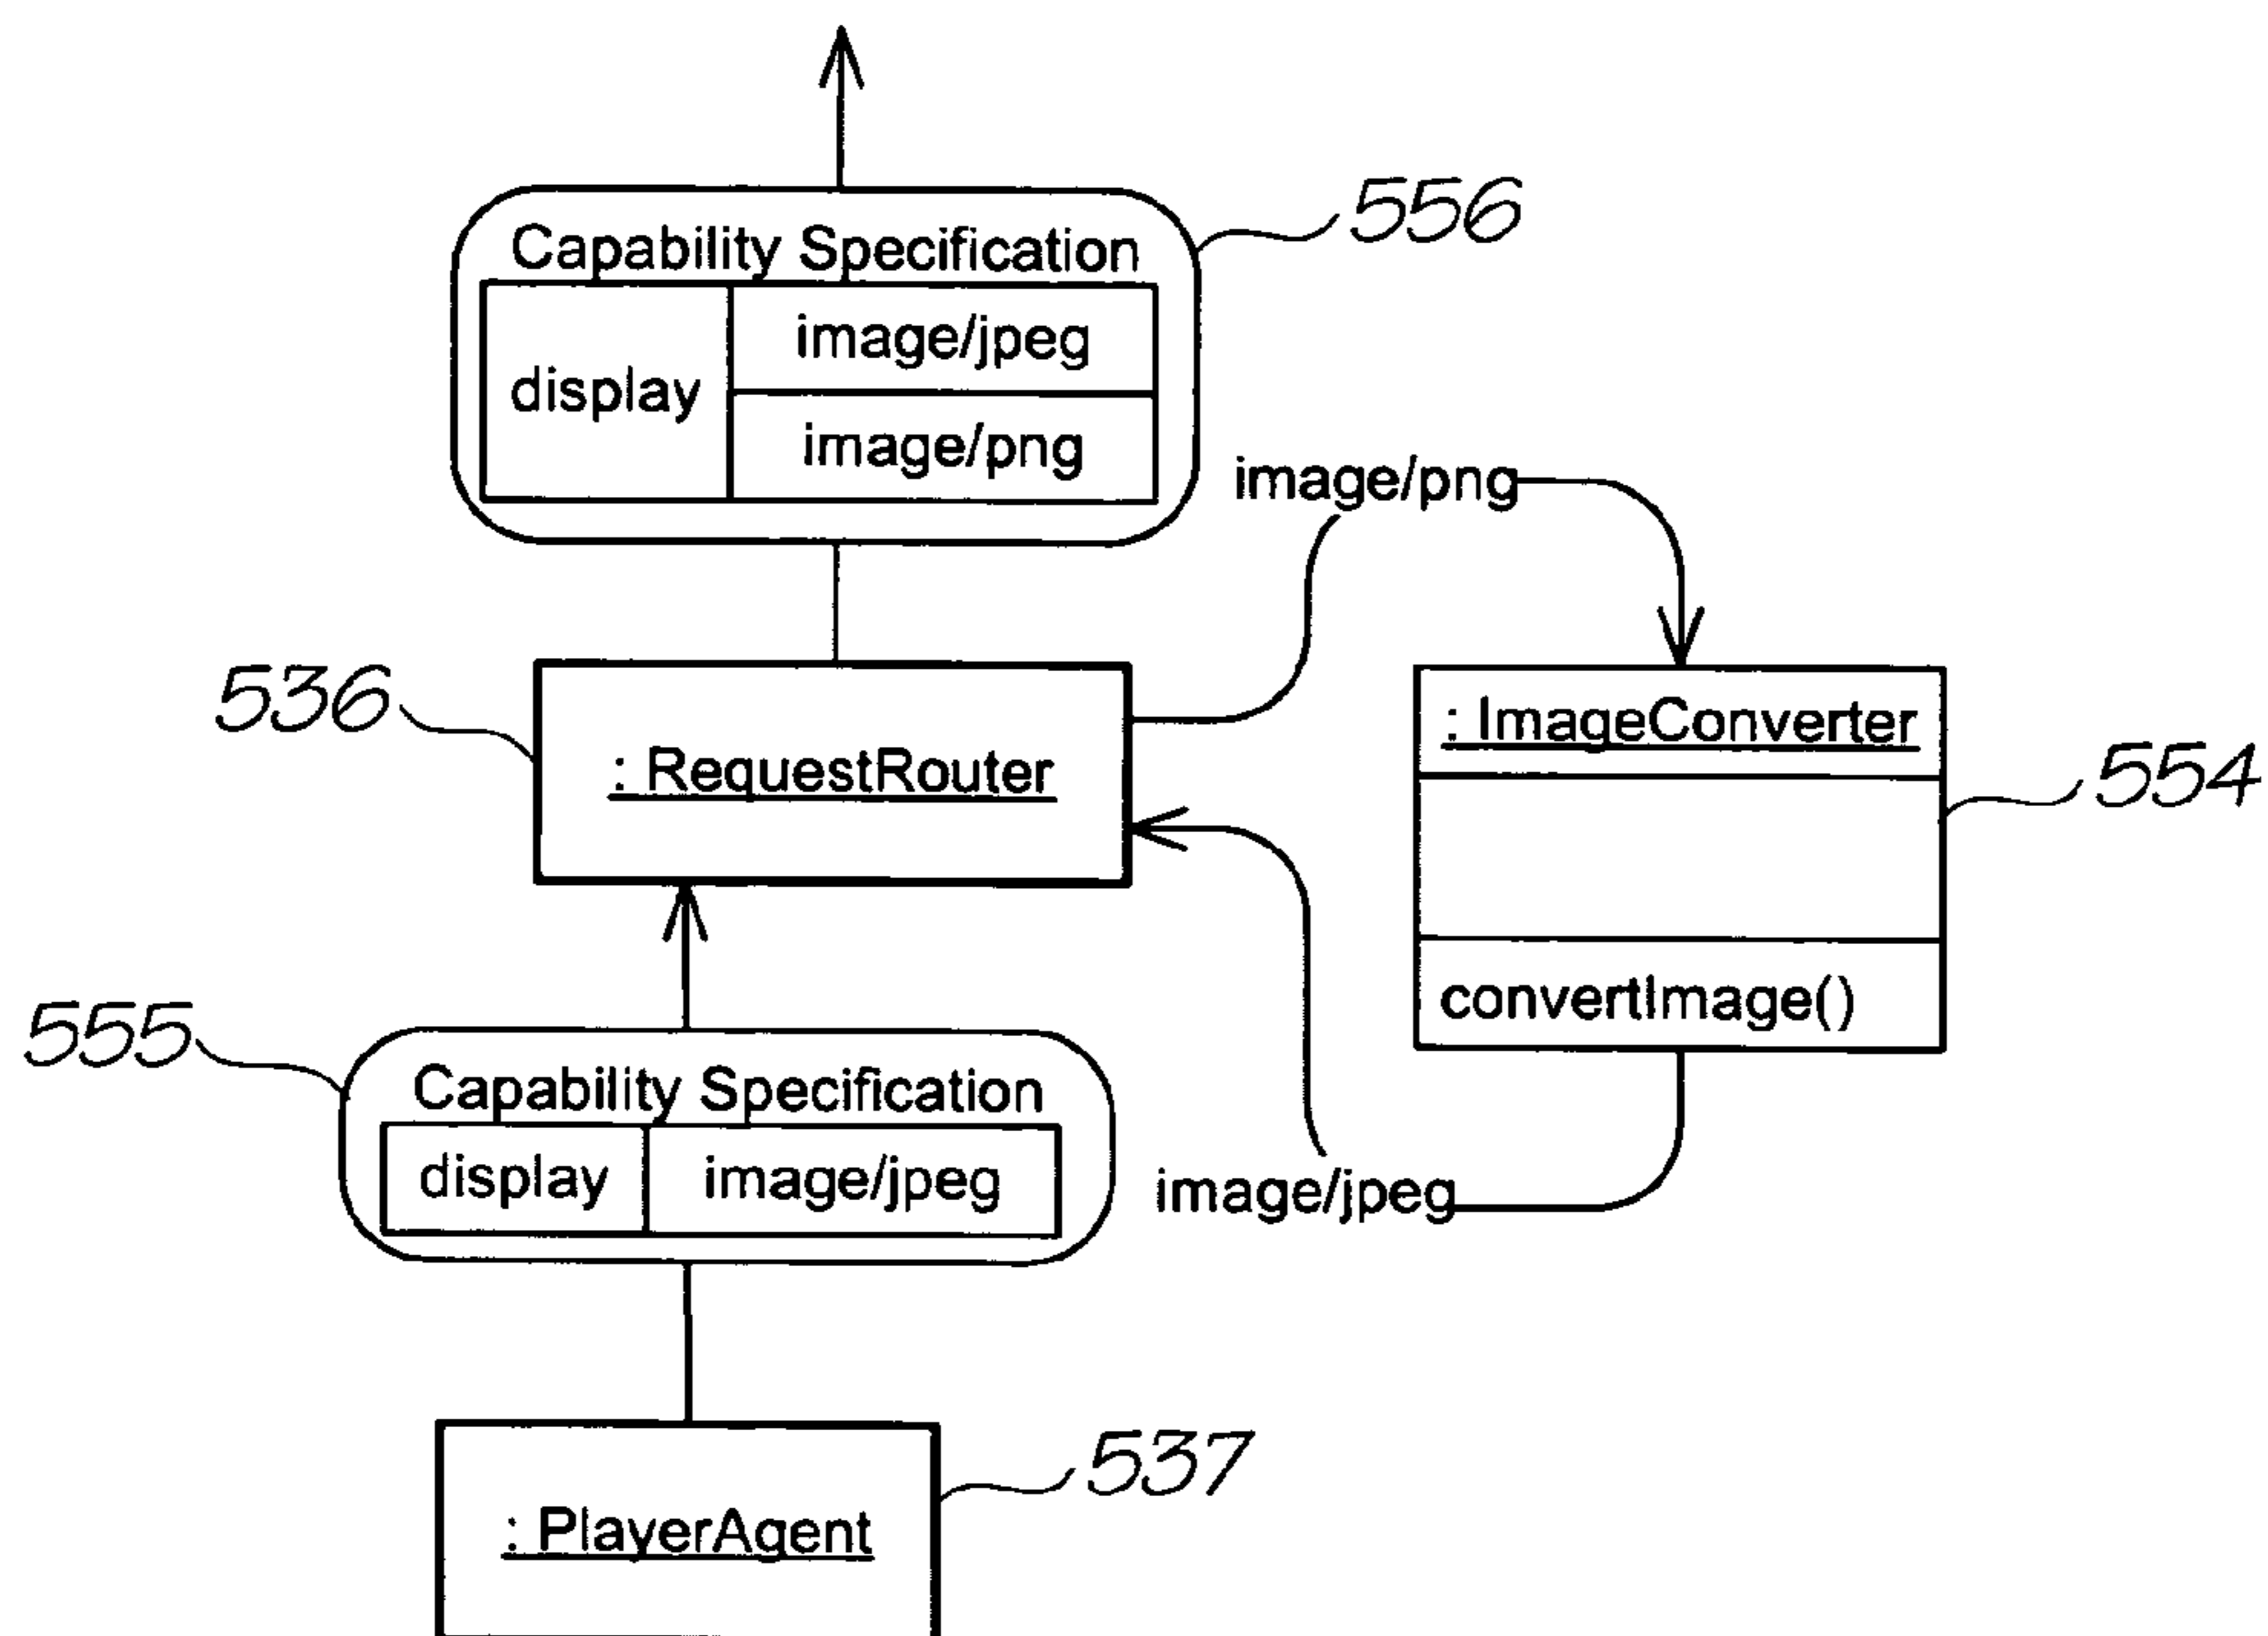 556
Capability Specification
display
image/jpeg
image/png
image/png
536
: RequestRouter
: ImageConverter
554
convertImage()
555
Capability Specification
display
image/jpeg
image/jpeg
537
: PlayerAgent